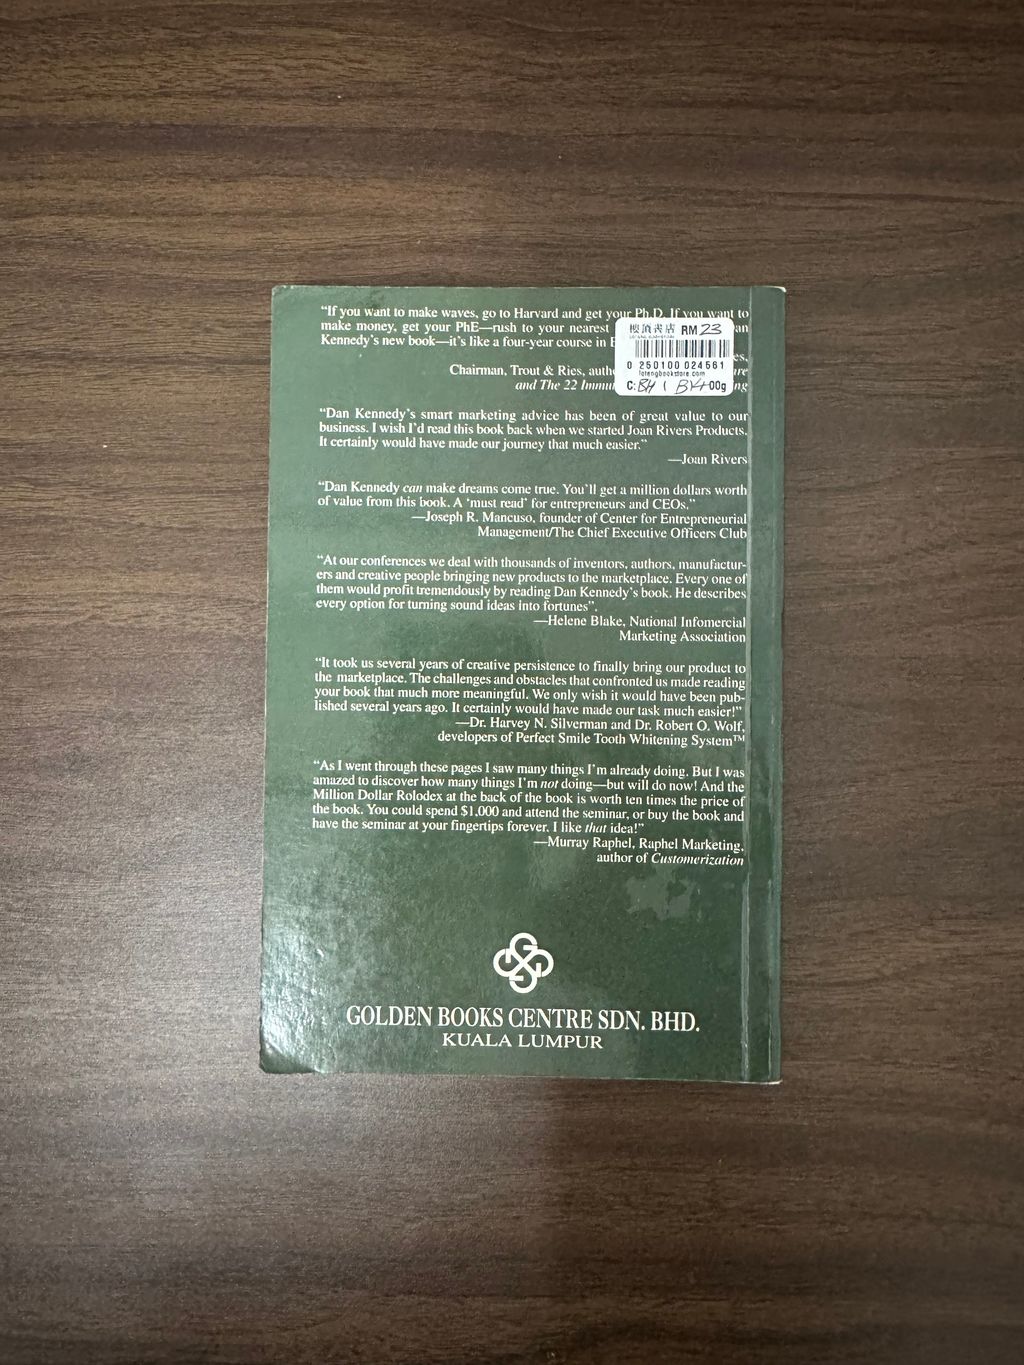 “If you want to make waves, go to Harvard and get your Ph.D. If you want to
make money, get your PhE—rush to your nearest
Kennedy’s new book—it’s like a four-year course in
Chairman, Trout & Ries,
and The 22
樓頂書店 RM 23
0 250100 024561
lotengbookstore.com
“Dan Kennedy’s smart marketing advice has been of great value to our
business. I wish I’d read this book back when we started Joan Rivers Products.
It certainly would have made our journey that much easier.”
—Joan Rivers
“Dan Kennedy can make dreams come true. You’ll get a million dollars worth
of value from this book. A ‘must read’ for entrepreneurs and CEOs.”
—Joseph R. Mancuso, founder of Center for Entrepreneurial
Management/The Chief Executive Officers Club
“At our conferences we deal with thousands of inventors, authors, manufactur-
ers and creative people bringing new products to the marketplace. Every one of
them would profit tremendously by reading Dan Kennedy’s book. He describes
every option for turning sound ideas into fortunes”.
—Helene Blake, National Infomercial
Marketing Association
“It took us several years of creative persistence to finally bring our product to
the marketplace. The challenges and obstacles that confronted us made reading
your book that much more meaningful. We only wish it would have been pub-
lished several years ago. It certainly would have made our task much easier!”
—Dr. Harvey N. Silverman and Dr. Robert O. Wolf,
developers of Perfect Smile Tooth Whitening System™
“As I went through these pages I saw many things I’m already doing. But I was
amazed to discover how many things I’m not doing—but will do now! And the
Million Dollar Rolodex at the back of the book is worth ten times the price of
the book. You could spend $1,000 and attend the seminar, or buy the book and
have the seminar at your fingertips forever. I like that idea!”
—Murray Raphel, Raphel Marketing,
author of Customerization
GOLDEN BOOKS CENTRE SDN. BHD.
KUALA LUMPUR